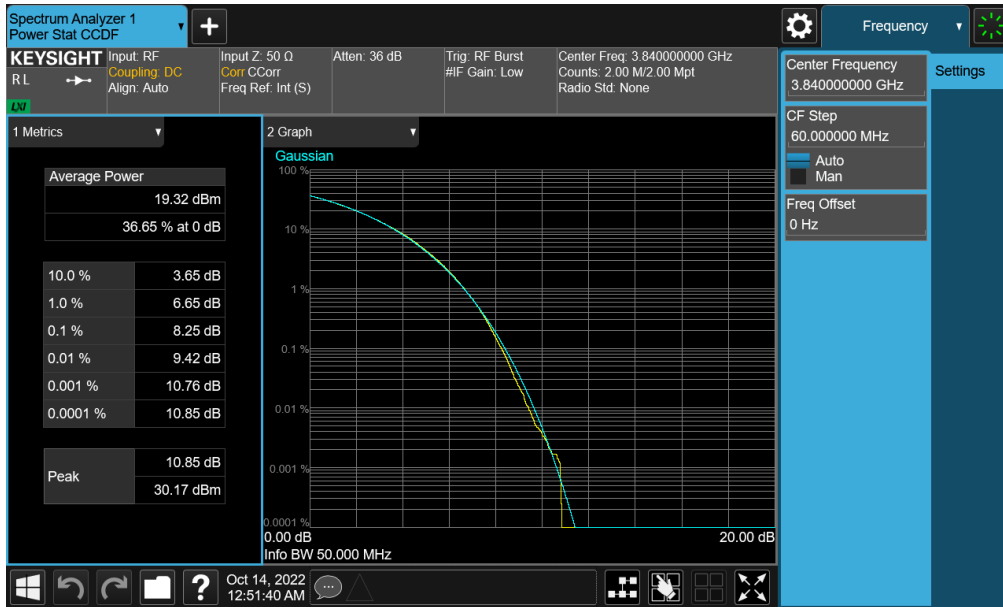 Spectrum Analyzer 1
Power Stat CCDF
Frequency
KEYSIGHT
R L
LXI
Input: RF
Coupling: DC
Align: Auto
Input Z: 50 Ω
Corr CCorr
Freq Ref: Int (S)
Atten: 36 dB
Trig: RF Burst
#IF Gain: Low
Center Freq: 3.840000000 GHz
Counts: 2.00 M/2.00 Mpt
Radio Std: None
Center Frequency
3.840000000 GHz
Settings
CF Step
60.000000 MHz
Auto
Man
Freq Offset
0 Hz
1 Metrics
Average Power
19.32 dBm
36.65 % at 0 dB
10.0 % 3.65 dB
1.0 % 6.65 dB
0.1 % 8.25 dB
0.01 % 9.42 dB
0.001 % 10.76 dB
0.0001 % 10.85 dB
Peak
10.85 dB
30.17 dBm
2 Graph
Gaussian
100 %
10 %
1 %
0.1 %
0.01 %
0.001 %
0.0001 %
0.00 dB 20.00 dB
Info BW 50.000 MHz
?
Oct 14, 2022
12:51:40 AM